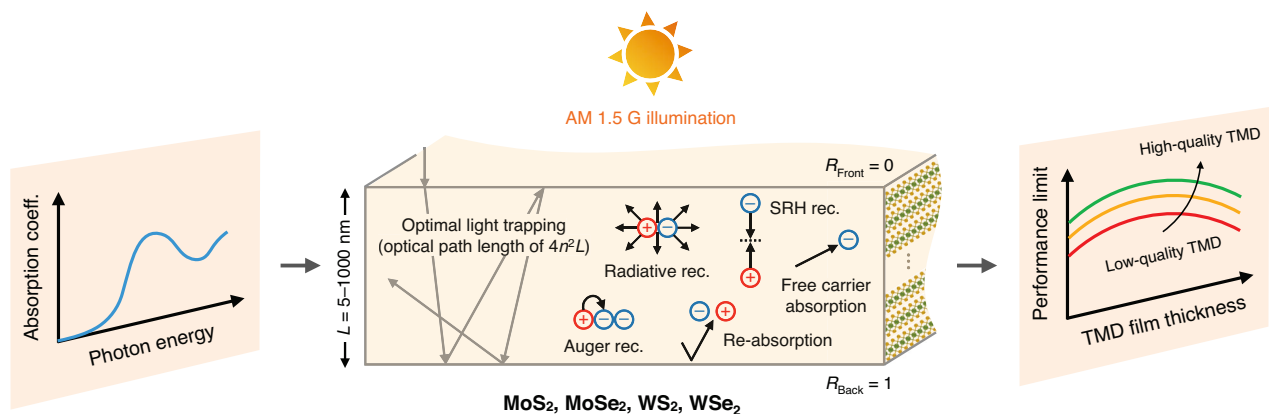 AM 1.5 G illumination
Absorption coeff.
Photon energy
L = 5–1000 nm
Optimal light trapping
(optical path length of 4n²L)
Radiative rec.
SRH rec.
Free carrier
absorption
Auger rec.
Re-absorption
R_Front = 0
R_Back = 1
MoS₂, MoSe₂, WS₂, WSe₂
Performance limit
High-quality TMD
Low-quality TMD
TMD film thickness